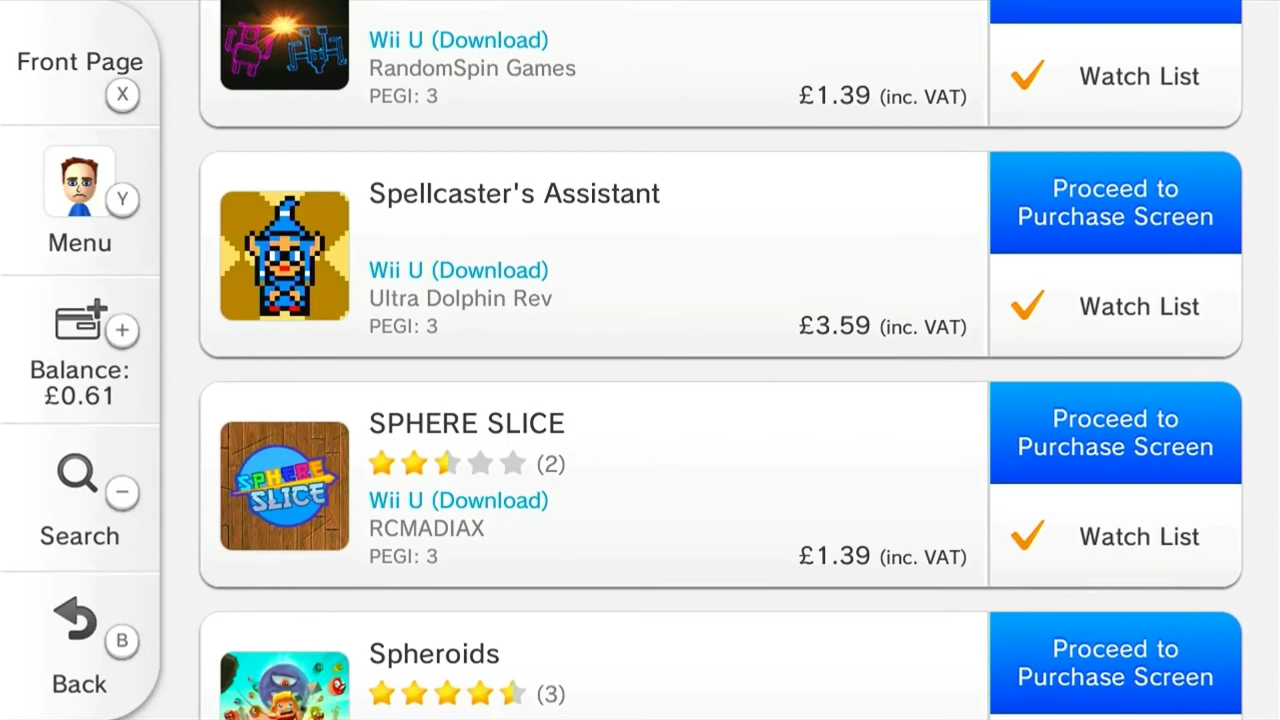 Front Page
X
Y
Menu
+
Balance:
£0.61
−
Search
B
Back
Wii U (Download)
RandomSpin Games
PEGI: 3
£1.39 (inc. VAT)
Watch List
Spellcaster's Assistant
Wii U (Download)
Ultra Dolphin Rev
PEGI: 3
£3.59 (inc. VAT)
Proceed to
Purchase Screen
Watch List
SPHERE
SLICE
SPHERE SLICE
(2)
Wii U (Download)
RCMADIAX
PEGI: 3
£1.39 (inc. VAT)
Proceed to
Purchase Screen
Watch List
Spheroids
(3)
Proceed to
Purchase Screen